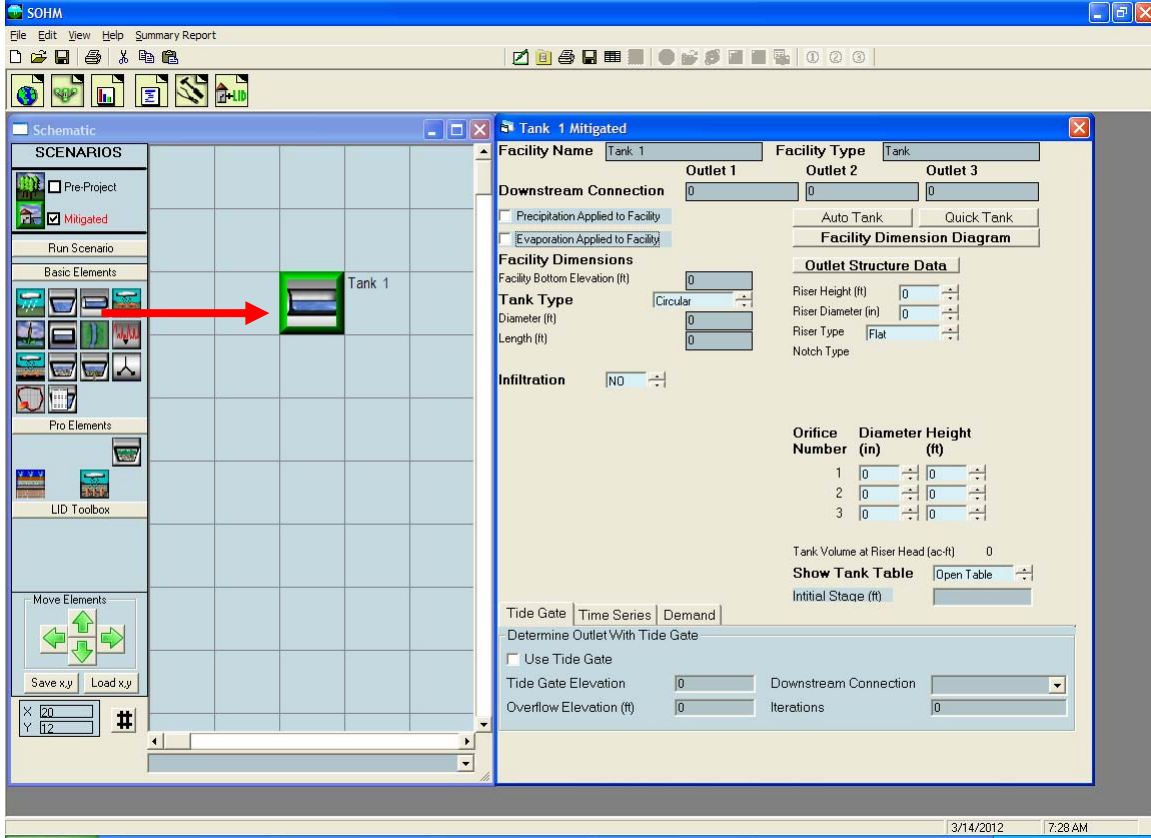 SOHM
File Edit View Help Summary Report
Schematic
SCENARIOS
Pre-Project
Mitigated
Run Scenario
Basic Elements
Pro Elements
LID Toolbox
Move Elements
Save x,y Load x,y
X 20
Y 12
#
Tank 1
+LID
Tank 1 Mitigated
Facility Name Tank 1 Facility Type Tank
Outlet 1 Outlet 2 Outlet 3
Downstream Connection 0 0 0
Precipitation Applied to Facility Auto Tank Quick Tank
Evaporation Applied to Facility Facility Dimension Diagram
Facility Dimensions Outlet Structure Data
Facility Bottom Elevation (ft) 0
Tank Type Circular
Diameter (ft) 0
Length (ft) 0
Riser Height (ft) 0
Riser Diameter (in) 0
Riser Type Flat
Notch Type
Infiltration NO
Orifice Diameter Height
Number (in) (ft)
1 0 0
2 0 0
3 0 0
Tank Volume at Riser Head (ac-ft) 0
Show Tank Table Open Table
Intitial Stage (ft)
Tide Gate Time Series Demand
Determine Outlet With Tide Gate
Use Tide Gate
Tide Gate Elevation 0 Downstream Connection
Overflow Elevation (ft) 0 Iterations 0
3/14/2012 7:28 AM